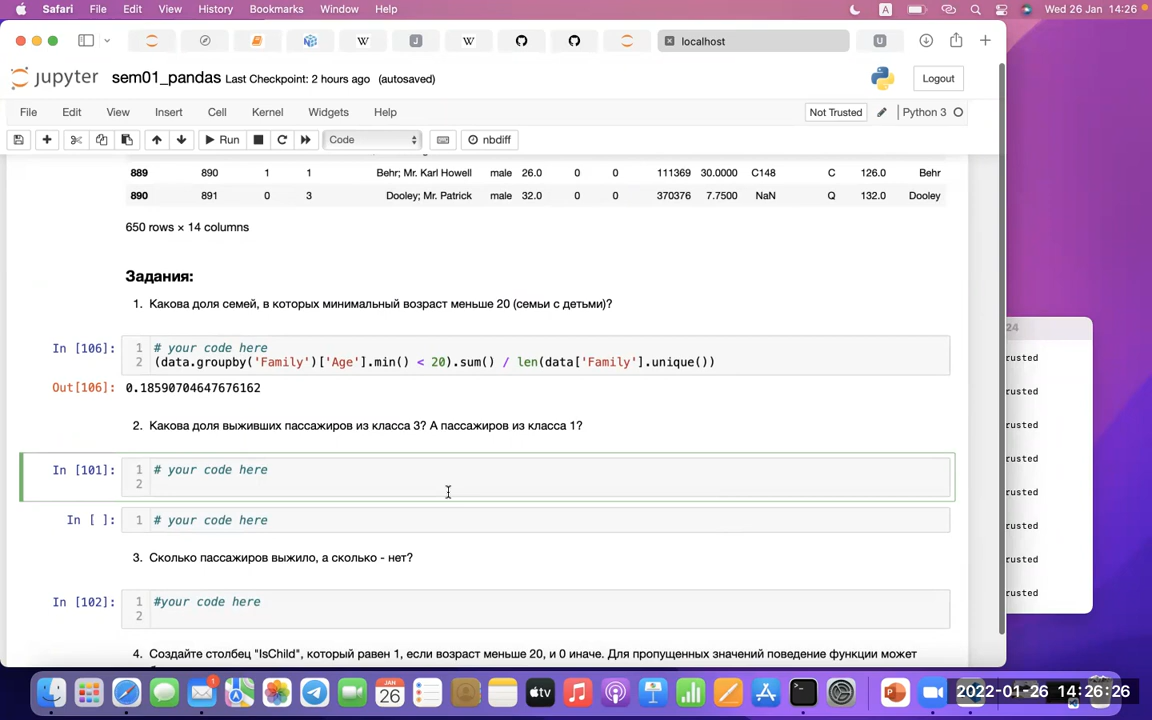 Safari File Edit View History Bookmarks Window Help A Wed 26 Jan 14:26
W J W localhost U
jupyter sem01_pandas Last Checkpoint: 2 hours ago (autosaved) Logout
File Edit View Insert Cell Kernel Widgets Help Not Trusted Python 3
Run Code nbdiff
889 890 1 1 Behr; Mr. Karl Howell male 26.0 0 0 111369 30.0000 C148 C 126.0 Behr
890 891 0 3 Dooley; Mr. Patrick male 32.0 0 0 370376 7.7500 NaN Q 132.0 Dooley
650 rows × 14 columns
Задания:
1. Какова доля семей, в которых минимальный возраст меньше 20 (семьи с детьми)?
24
In [106]: 1 # your code here
rusted
2 (data.groupby('Family')['Age'].min() < 20).sum() / len(data['Family'].unique())
Out[106]: 0.18590704647676162
rusted
2. Какова доля выживших пассажиров из класса 3? А пассажиров из класса 1?
rusted
In [101]: 1 # your code here
rusted
2
rusted
In [ ]: 1 # your code here
rusted
3. Сколько пассажиров выжило, а сколько - нет?
rusted
In [102]: 1 #your code here
rusted
2
4. Создайте столбец "IsChild", который равен 1, если возраст меньше 20, и 0 иначе. Для пропущенных значений поведение функции может
1 JAN 26 tv P 2022-01-26 14:26:26